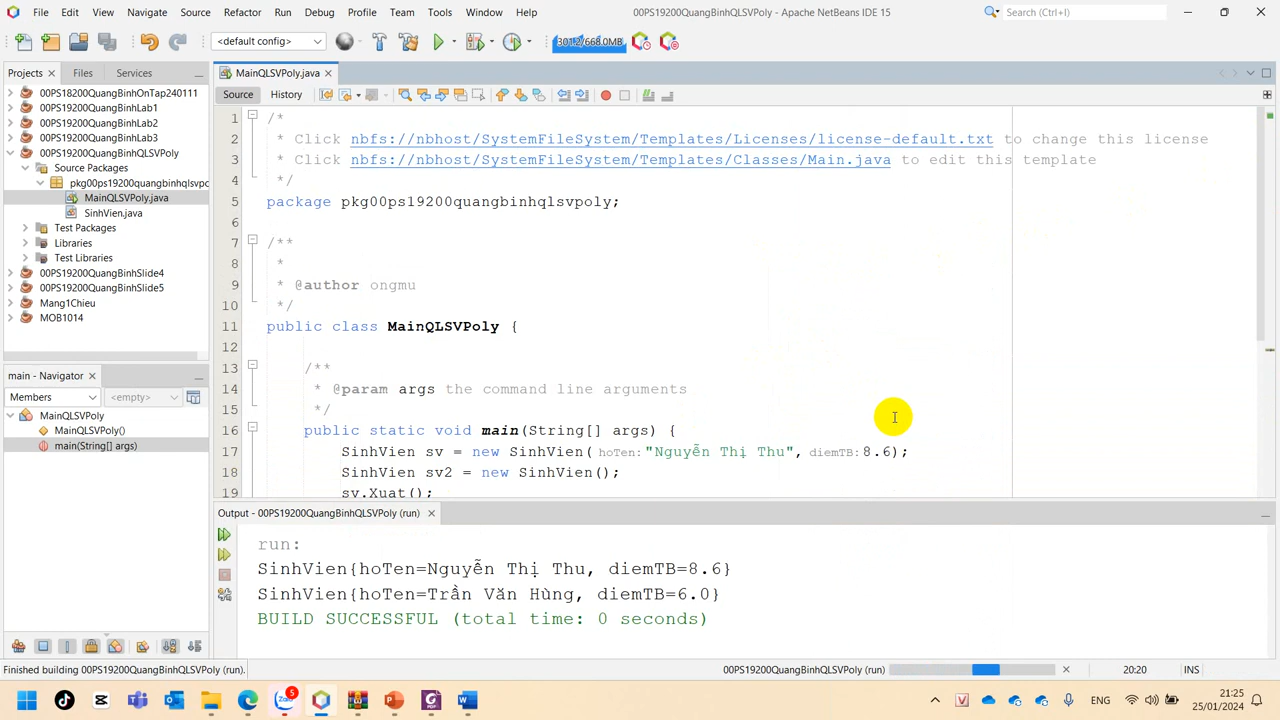 File Edit View Navigate Source Refactor Run Debug Profile Team Tools Window Help 00PS19200QuangBinhQLSVPoly - Apache NetBeans IDE 15 Search (Ctrl+I)
<default config> 301.2/668.0MB
Projects Files Services MainQLSVPoly.java
Source History
00PS18200QuangBinhOnTap240111
00PS19200QuangBinhLab1
00PS19200QuangBinhLab2
00PS19200QuangBinhLab3
00PS19200QuangBinhQLSVPoly
Source Packages
pkg00ps19200quangbinhqlsvpo
MainQLSVPoly.java
SinhVien.java
Test Packages
Libraries
Test Libraries
00PS19200QuangBinhSlide4
00PS19200QuangBinhSlide5
Mang1Chieu
MOB1014
main - Navigator
Members <empty>
MainQLSVPoly
MainQLSVPoly()
main(String[] args)
1 /*
2 * Click nbfs://nbhost/SystemFileSystem/Templates/Licenses/license-default.txt to change this license
3 * Click nbfs://nbhost/SystemFileSystem/Templates/Classes/Main.java to edit this template
4 */
5 package pkg00ps19200quangbinhqlsvpoly;
6
7 /**
8 *
9 * @author ongmu
10 */
11 public class MainQLSVPoly {
12
13 /**
14 * @param args the command line arguments
15 */
16 public static void main(String[] args) {
17 SinhVien sv = new SinhVien( hoTen:"Nguyễn Thị Thu", diemTB:8.6);
18 SinhVien sv2 = new SinhVien();
19 sv.Xuat();
Output - 00PS19200QuangBinhQLSVPoly (run)
run:
SinhVien{hoTen=Nguyễn Thị Thu, diemTB=8.6}
SinhVien{hoTen=Trần Văn Hùng, diemTB=6.0}
BUILD SUCCESSFUL (total time: 0 seconds)
Finished building 00PS19200QuangBinhQLSVPoly (run). 00PS19200QuangBinhQLSVPoly (run) 20:20 INS
Zalo 5 ENG 21:25
25/01/2024